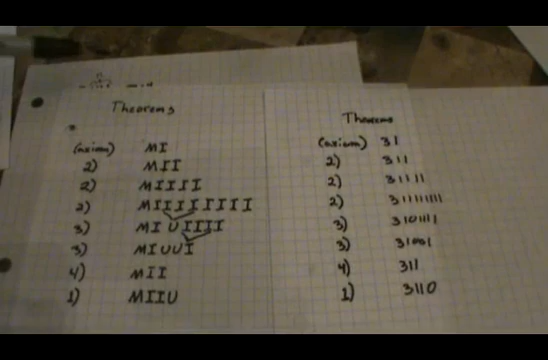 Theorems
(axiom) MI
2) MII
2) MIIII
2) MIIIIIIII
3) MIUIIII
3) MIUUI
4) MII
1) MIIU
Theorems
(axiom) 31
2) 311
2) 31111
2) 311111111
3) 3101111
3) 31001
4) 311
1) 3110